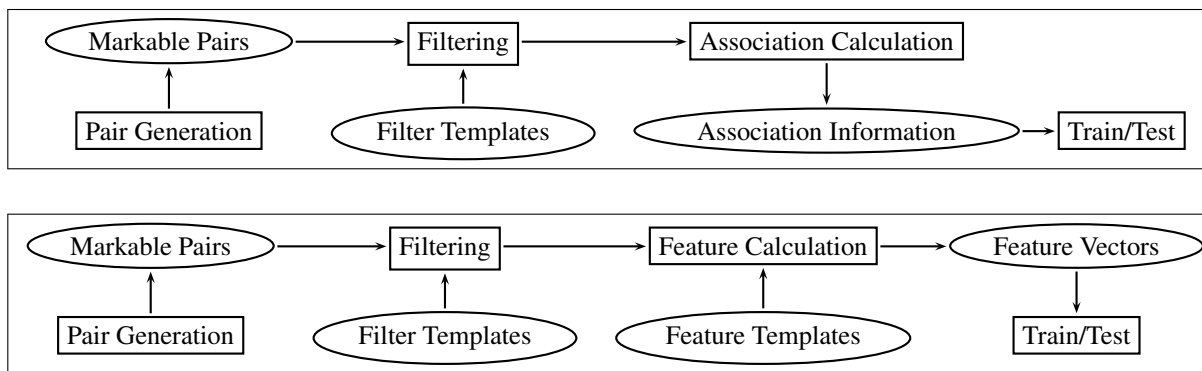 Markable Pairs Filtering Association Calculation
Pair Generation Filter Templates Association Information Train/Test
Markable Pairs Filtering Feature Calculation Feature Vectors
Pair Generation Filter Templates Feature Templates Train/Test